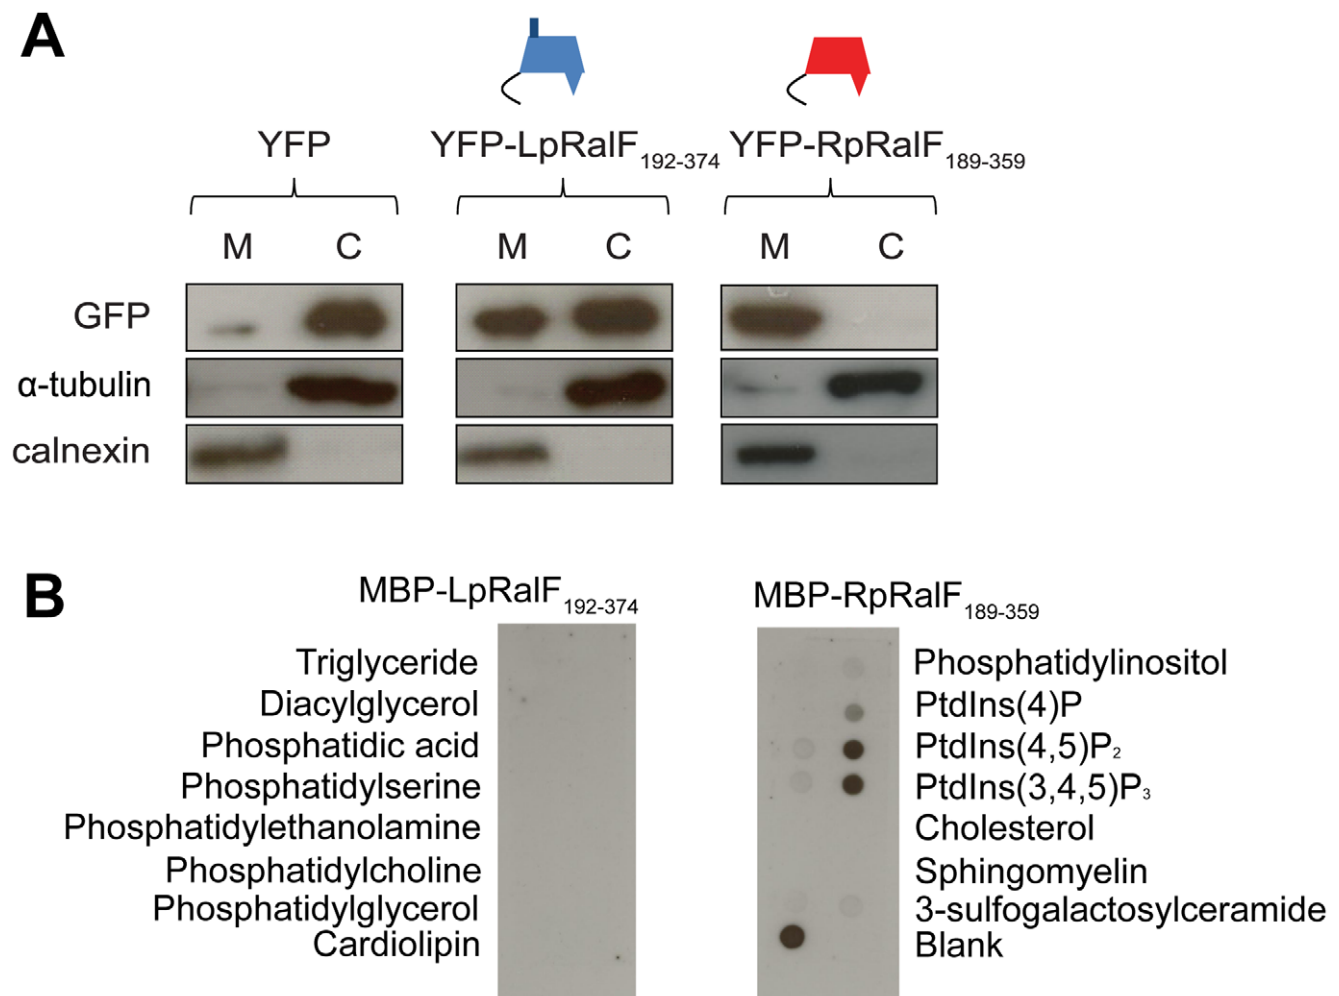 A
YFP YFP-LpRalF192-374 YFP-RpRalF189-359
M C M C M C
GFP
α-tubulin
calnexin
B
MBP-LpRalF192-374 MBP-RpRalF189-359
Triglyceride Phosphatidylinositol
Diacylglycerol PtdIns(4)P
Phosphatidic acid PtdIns(4,5)P2
Phosphatidylserine PtdIns(3,4,5)P3
Phosphatidylethanolamine Cholesterol
Phosphatidylcholine Sphingomyelin
Phosphatidylglycerol 3-sulfogalactosylceramide
Cardiolipin Blank